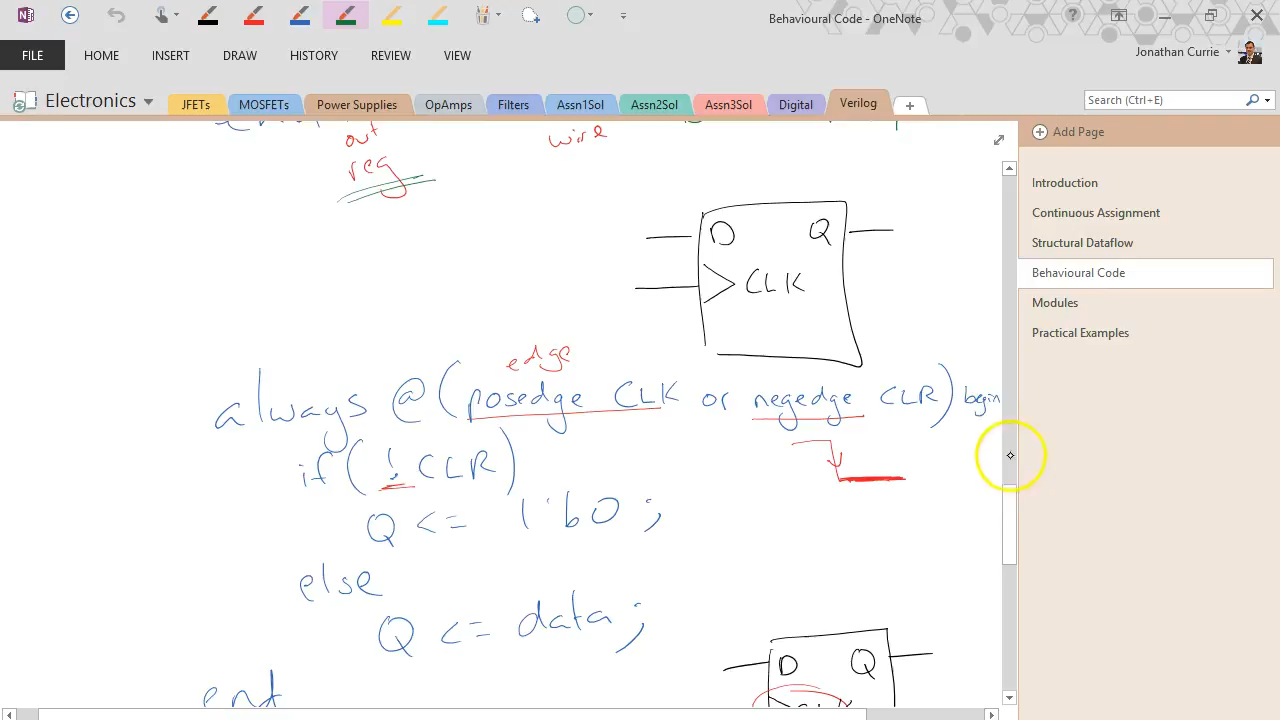 Behavioural Code - OneNote
?
Jonathan Currie
FILE HOME INSERT DRAW HISTORY REVIEW VIEW
Electronics JFETs MOSFETs Power Supplies OpAmps Filters Assn1Sol Assn2Sol Assn3Sol Digital Verilog +
Search (Ctrl+E)
Add Page
Introduction
Continuous Assignment
Structural Dataflow
Behavioural Code
Modules
Practical Examples
out wire
reg
D Q
CLK
edge
always @ (posedge CLK or negedge CLR) begin
if (!CLR)
Q <= 1'b0;
else
Q <= data;
D Q
end